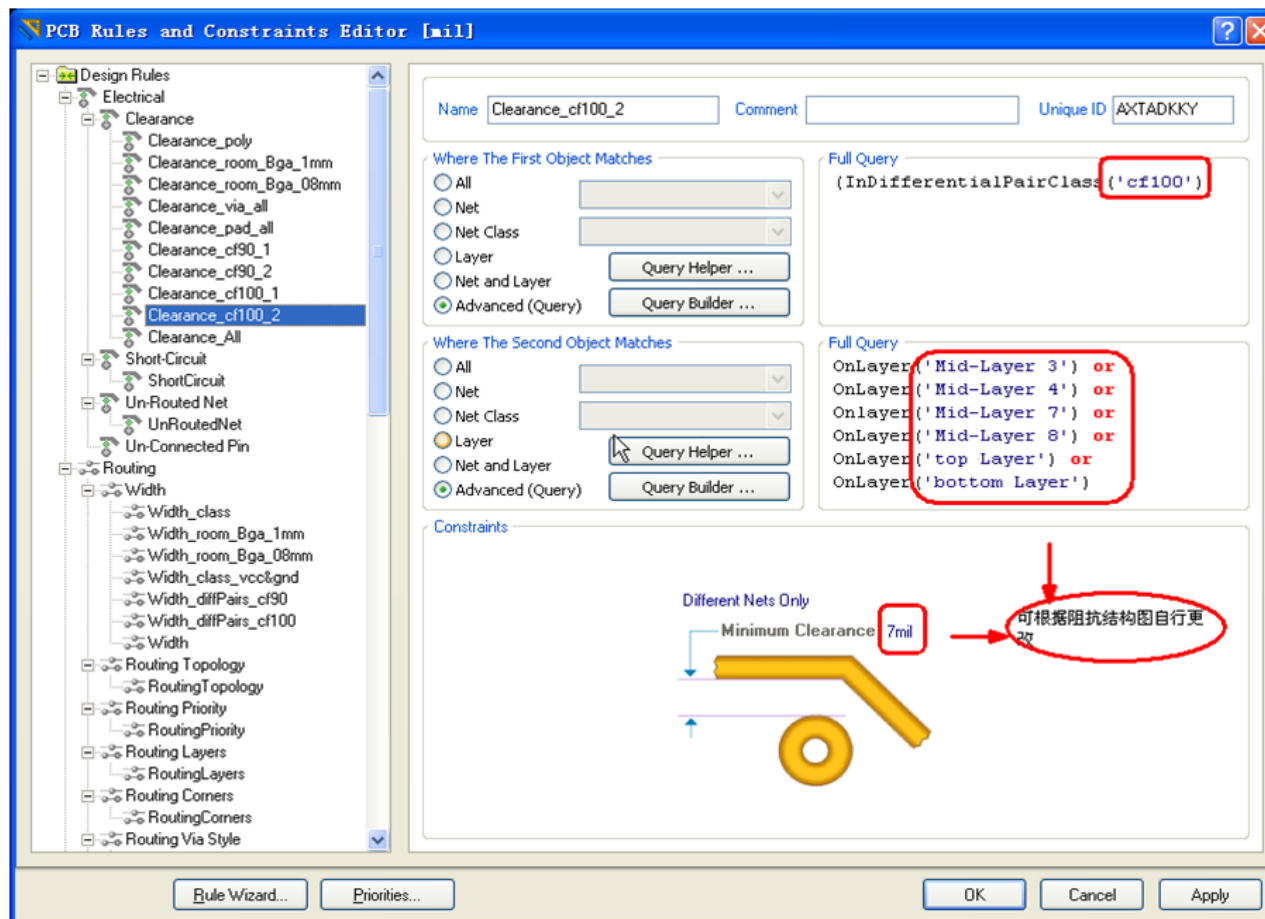 PCB Rules and Constraints Editor [mil]
Design Rules
Electrical
Clearance
Clearance_poly
Clearance_room_Bga_1mm
Clearance_room_Bga_08mm
Clearance_via_all
Clearance_pad_all
Clearance_cf90_1
Clearance_cf90_2
Clearance_cf100_1
Clearance_cf100_2
Clearance_All
Short-Circuit
ShortCircuit
Un-Routed Net
UnRoutedNet
Un-Connected Pin
Routing
Width
Width_class
Width_room_Bga_1mm
Width_room_Bga_08mm
Width_class_vcc&gnd
Width_diffPairs_cf90
Width_diffPairs_cf100
Width
Routing Topology
RoutingTopology
Routing Priority
RoutingPriority
Routing Layers
RoutingLayers
Routing Corners
RoutingCorners
Routing Via Style
Name Clearance_cf100_2 Comment Unique ID AXTADKKY
Where The First Object Matches
All
Net
Net Class
Layer
Net and Layer
Advanced (Query)
Query Helper ...
Query Builder ...
Full Query
(InDifferentialPairClass('cf100')
Where The Second Object Matches
All
Net
Net Class
Layer
Net and Layer
Advanced (Query)
Query Helper ...
Query Builder ...
Full Query
OnLayer('Mid-Layer 3') or
OnLayer('Mid-Layer 4') or
Onlayer('Mid-Layer 7') or
OnLayer('Mid-Layer 8') or
OnLayer('top Layer') or
OnLayer('bottom Layer')
Constraints
Different Nets Only
Minimum Clearance 7mil
可根据阻抗结构图自行更
改
Rule Wizard... Priorities... OK Cancel Apply